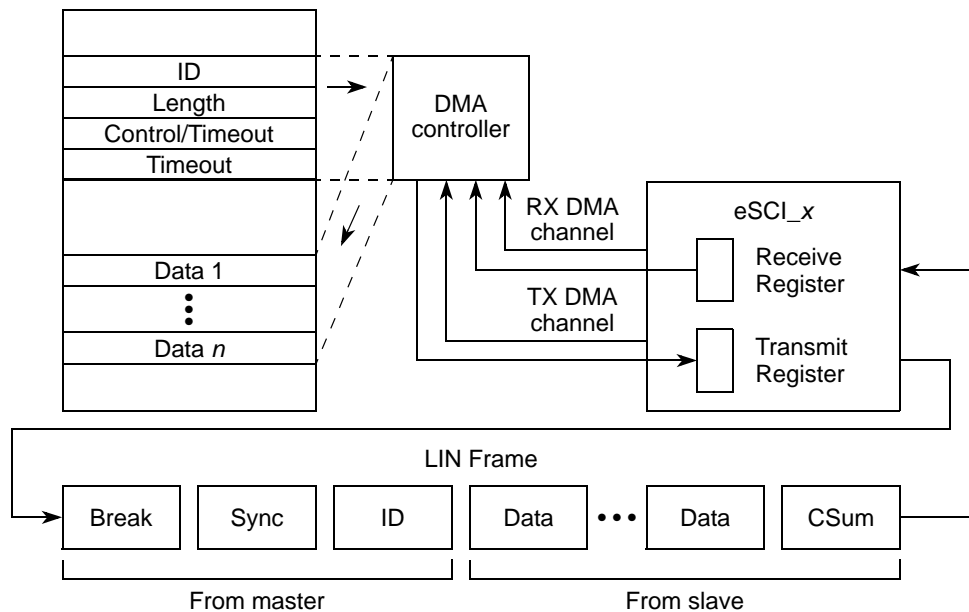 ID
Length
Control/Timeout
Timeout
Data 1
Data n
DMA
controller
RX DMA
channel
TX DMA
channel
eSCI_x
Receive
Register
Transmit
Register
LIN Frame
Break
Sync
ID
Data
Data
CSum
From master
From slave